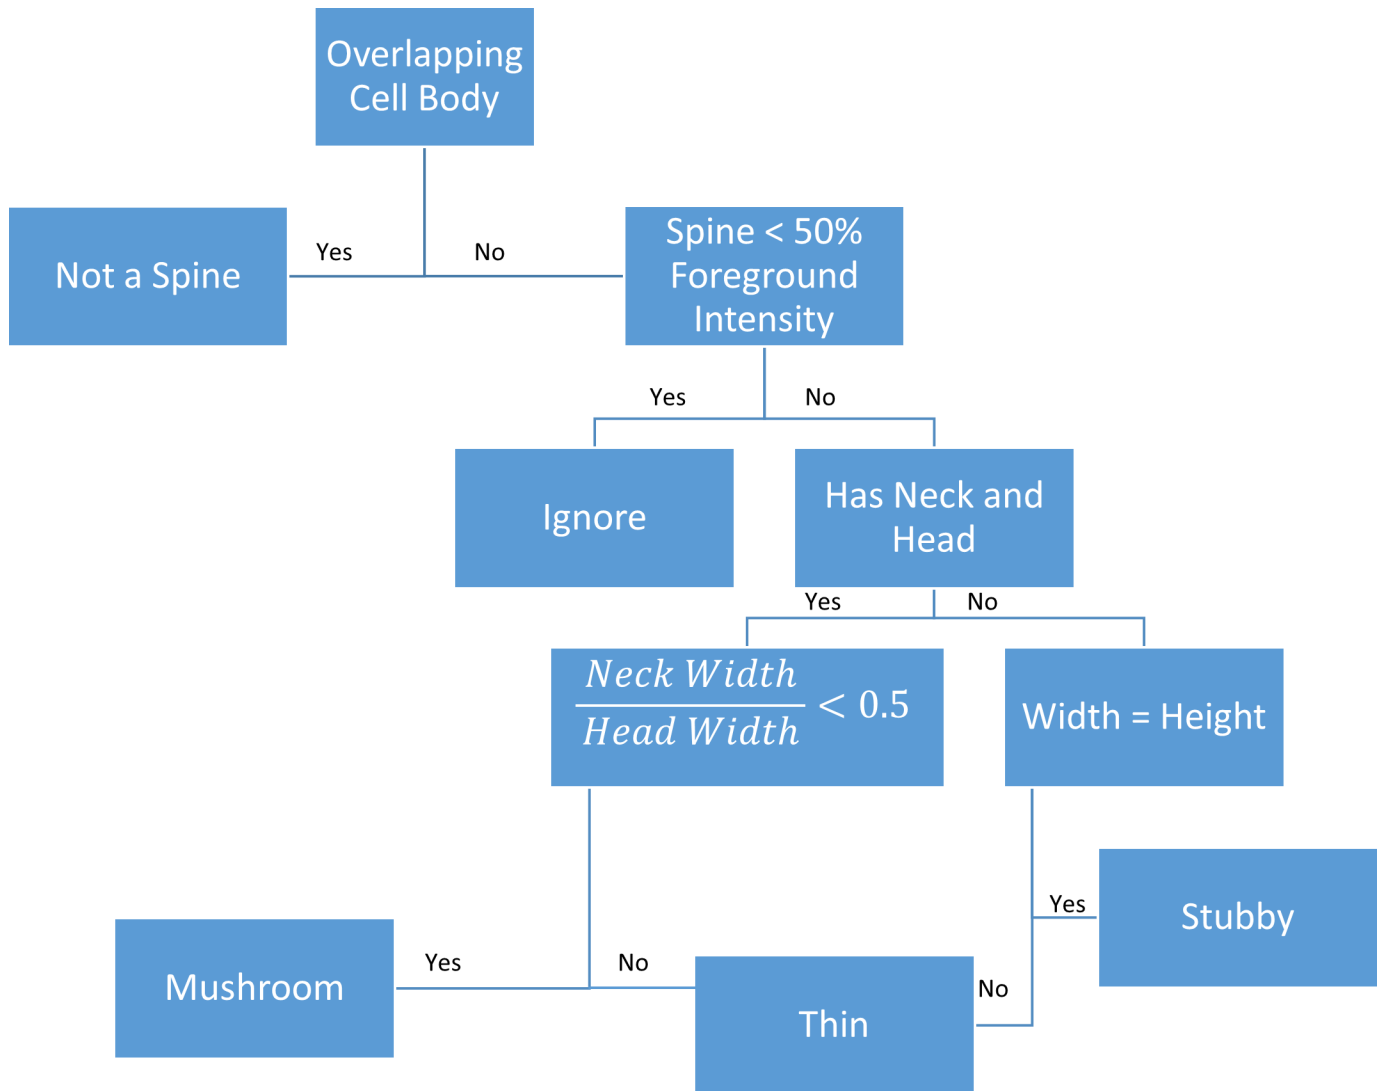 Overlapping
Cell Body
Not a Spine
Yes
No
Spine < 50%
Foreground
Intensity
Yes
No
Ignore
Has Neck and
Head
Yes
No
Neck Width
Head Width
< 0.5
Width = Height
Mushroom
Yes
No
Thin
No
Yes
Stubby